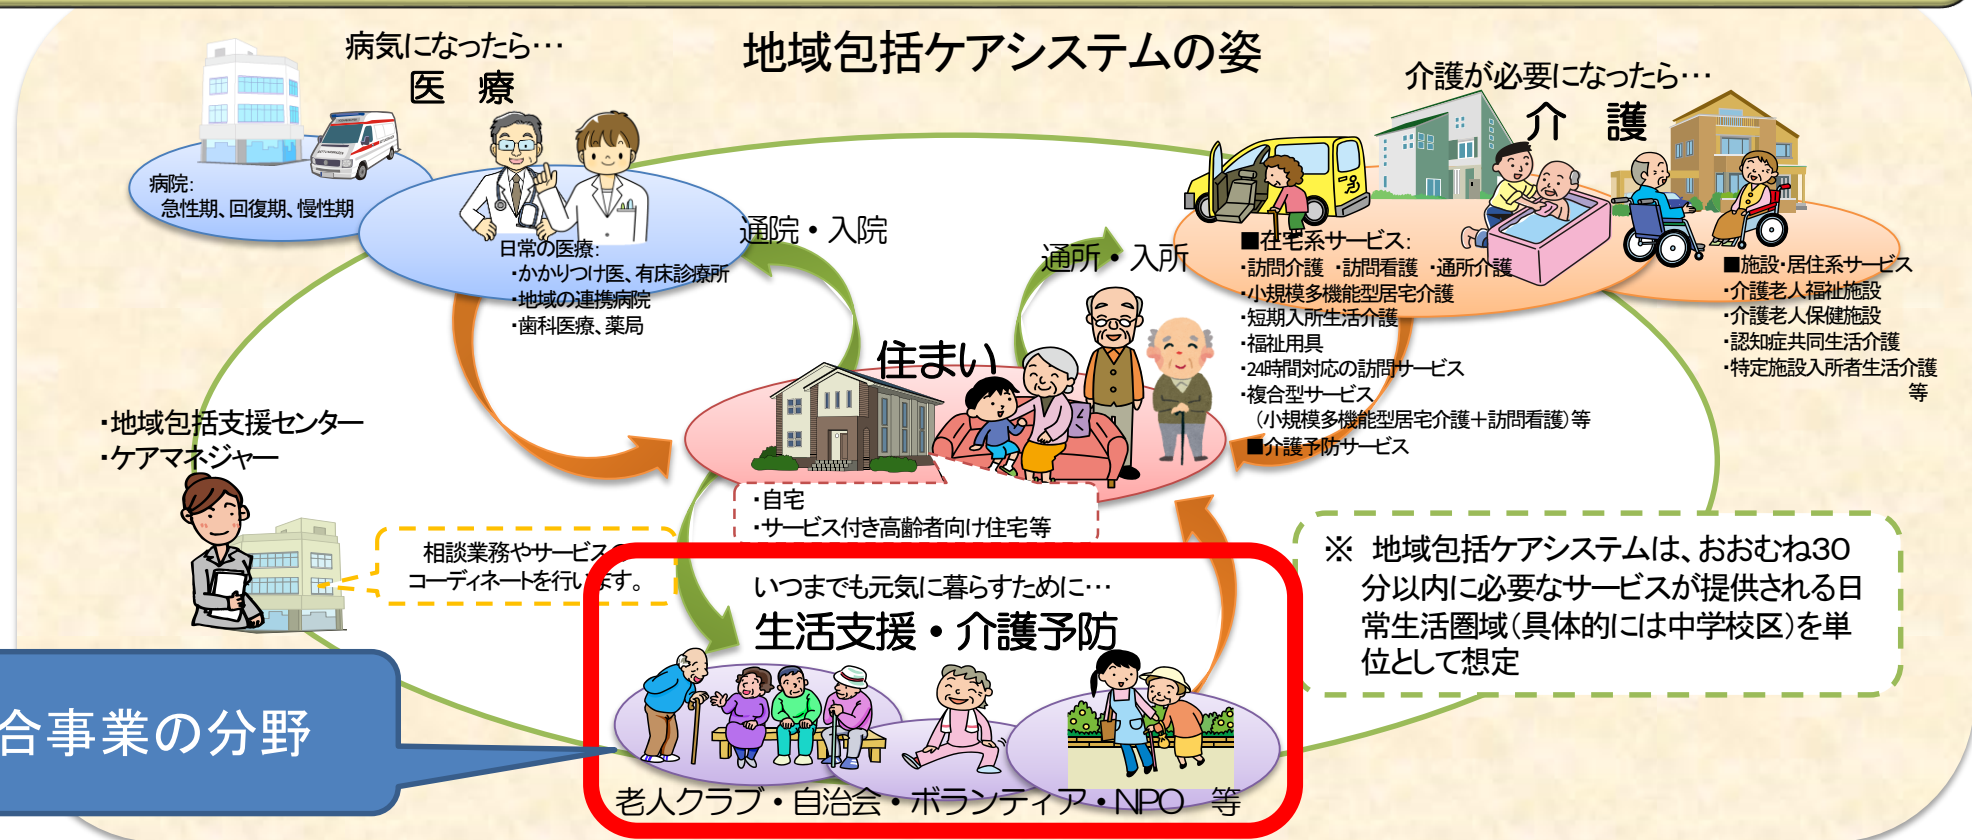 地域包括ケアシステムの姿
病気になったら…
医　療
病院:
急性期、回復期、慢性期
日常の医療:
・かかりつけ医、有床診療所
・地域の連携病院
・歯科医療、薬局
通院・入院
通所・入所
介護が必要になったら…
介　護
■在宅系サービス:
・訪問介護　・訪問看護　・通所介護
・小規模多機能型居宅介護
・短期入所生活介護
・福祉用具
・24時間対応の訪問サービス
・複合型サービス
（小規模多機能型居宅介護＋訪問看護）等
■介護予防サービス
■施設・居住系サービス
・介護老人福祉施設
・介護老人保健施設
・認知症共同生活介護
・特定施設入所者生活介護
等
住まい
・自宅
・サービス付き高齢者向け住宅等
・地域包括支援センター
・ケアマネジャー
相談業務やサービスの
コーディネートを行います。
いつまでも元気に暮らすために…
生活支援・介護予防
老人クラブ・自治会・ボランティア・NPO　等
※　地域包括ケアシステムは、おおむね30
分以内に必要なサービスが提供される日
常生活圏域（具体的には中学校区）を単
位として想定
合事業の分野